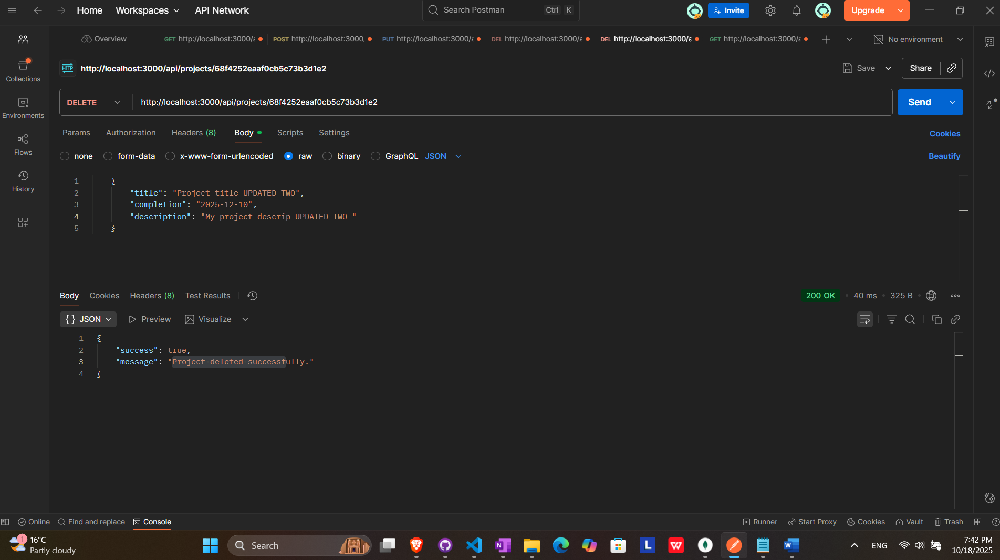 Home Workspaces API Network Search Postman Ctrl K Invite Upgrade
Overview GET http://localhost:3000/a POST http://localhost:3000, PUT http://localhost:3000/a DEL http://localhost:3000/a DEL http://localhost:3000/a GET http://localhost:3000/a No environment
HTTP http://localhost:3000/api/projects/68f4252eaaf0cb5c73b3d1e2 Save Share
Collections
DELETE http://localhost:3000/api/projects/68f4252eaaf0cb5c73b3d1e2 Send
Environments
Params Authorization Headers (8) Body Scripts Settings Cookies
Flows
none form-data x-www-form-urlencoded raw binary GraphQL JSON Beautify
History
1 {
2 "title": "Project title UPDATED TWO",
3 "completion": "2025-12-10",
4 "description": "My project descrip UPDATED TWO "
5 }
Body Cookies Headers (8) Test Results 200 OK 40 ms 325 B
{} JSON Preview Visualize
1 {
2 "success": true,
3 "message": "Project deleted successfully."
4 }
Online Find and replace Console Runner Start Proxy Cookies Vault Trash
1 16°C
Partly cloudy
Search
N
L
W
W
ENG
7:42 PM
10/18/2025